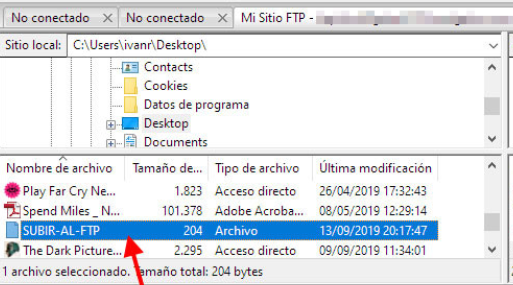 No conectado × No conectado × Mi Sitio FTP -
Sitio local: C:\Users\ivanr\Desktop\
Contacts
Cookies
Datos de programa
Desktop
Documents
Nombre de archivo Tamaño de... Tipo de archivo Última modificación
Play Far Cry Ne... 1.823 Acceso directo 26/04/2019 17:32:43
Spend Miles _ N... 101.378 Adobe Acroba... 08/05/2019 12:29:14
SUBIR-AL-FTP 204 Archivo 13/09/2019 20:17:47
The Dark Picture... 2.295 Acceso directo 09/09/2019 11:34:01
1 archivo seleccionado. Tamaño total: 204 bytes